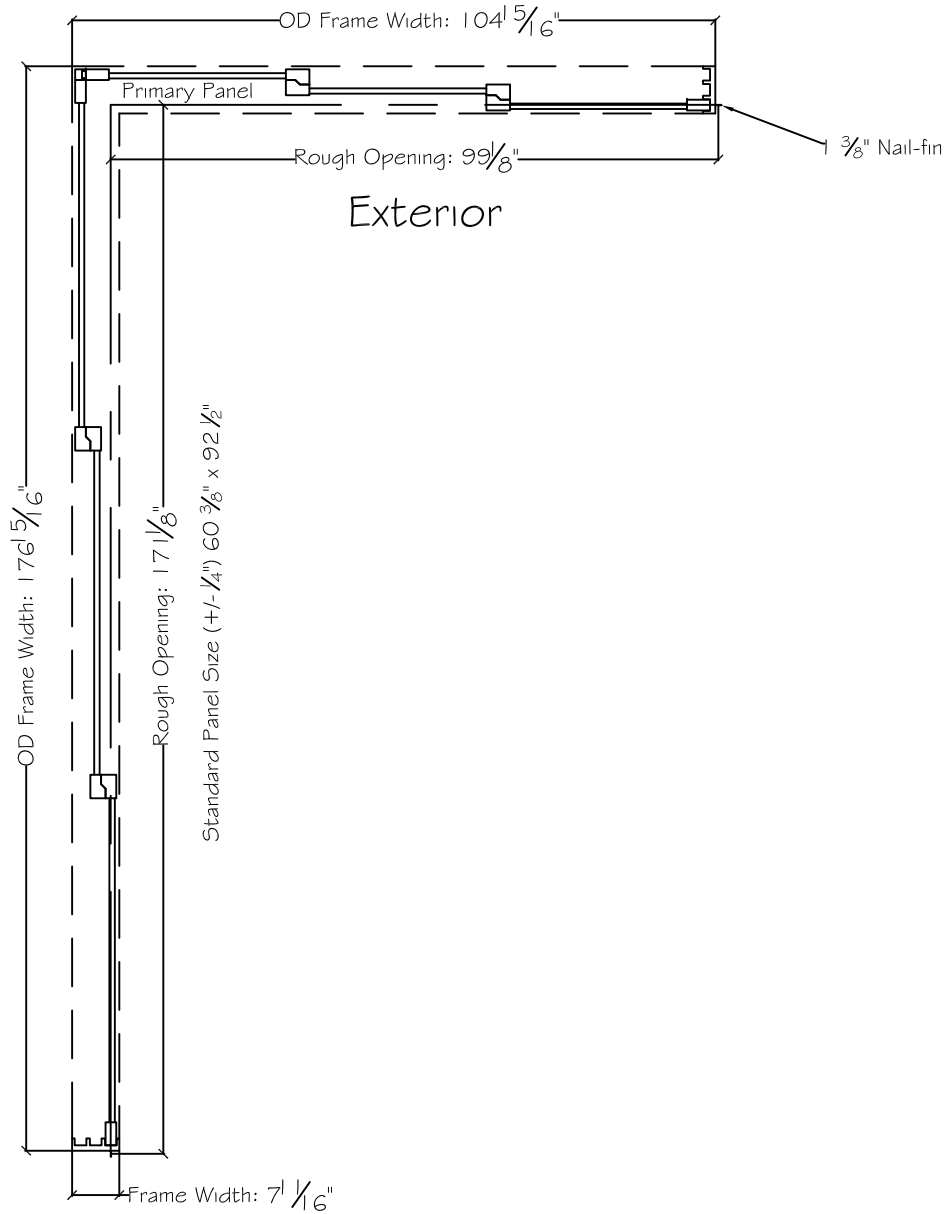 OD Frame Width: 104 15/16"
Primary Panel
1 3/8" Nail-fin
Rough Opening: 99 1/8"
Exterior
OD Frame Width: 176 15/16"
Rough Opening: 171 1/8"
Standard Panel Size (+/- 1/4") 60 3/8" x 92 1/2"
Frame Width: 7 11/16"